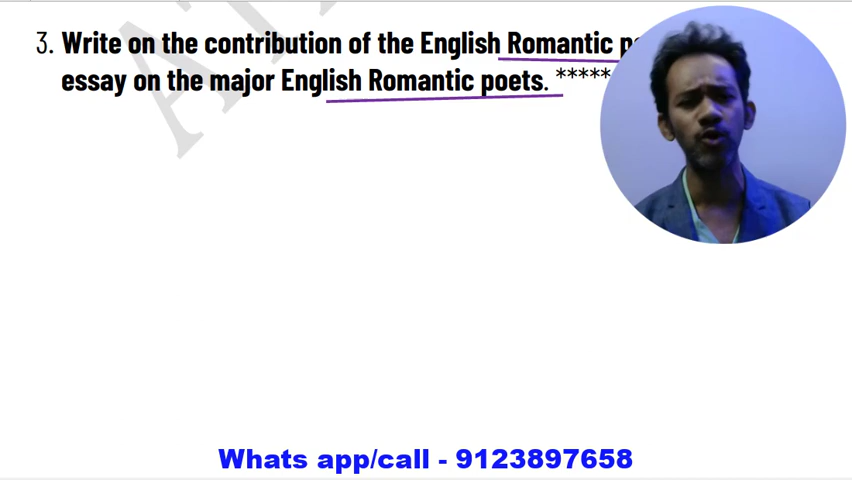 3. Write on the contribution of the English Romantic
essay on the major English Romantic poets. *****
Whats app/call - 9123897658